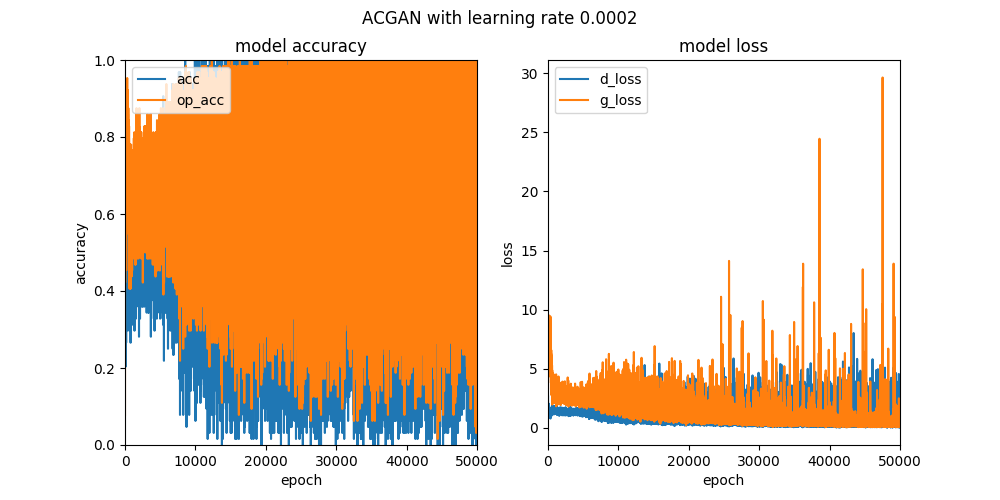 ACGAN with learning rate 0.0002
model accuracy
acc
op_acc
accuracy
1.0
0.8
0.6
0.4
0.2
0.0
0 10000 20000 30000 40000 50000
epoch
model loss
d_loss
g_loss
loss
30
25
20
15
10
5
0
0 10000 20000 30000 40000 50000
epoch